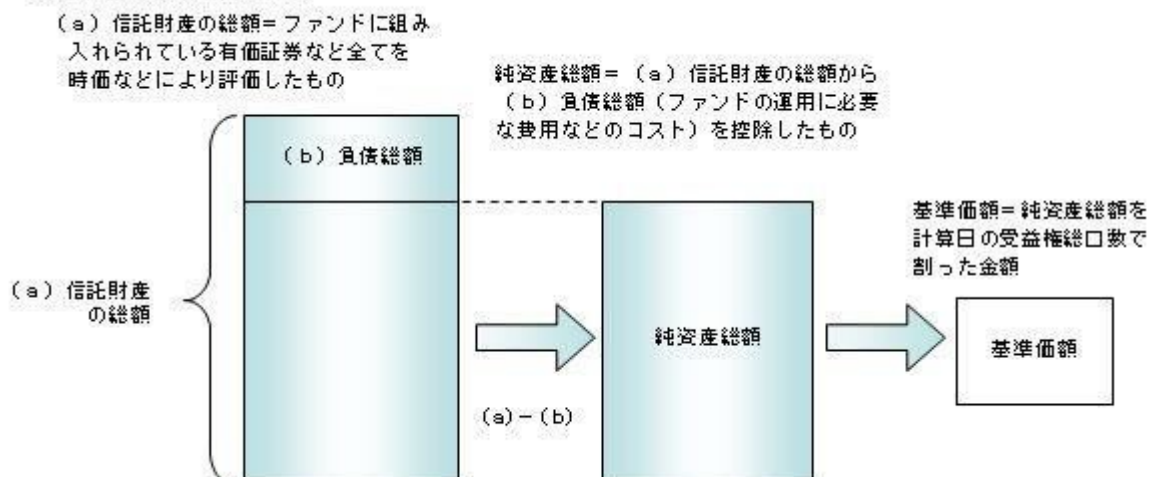 (a)信託財産の総額=ファンドに組み
入れられている有価証券など全てを
時価などにより評価したもの
純資産総額=(a)信託財産の総額から
(b)負債総額(ファンドの運用に必要
な費用などのコスト)を控除したもの
(b)負債総額
基準価額=純資産総額を
計算日の受益権総口数で
割った金額
(a)信託財産
の総額
純資産総額
基準価額
(a)-(b)